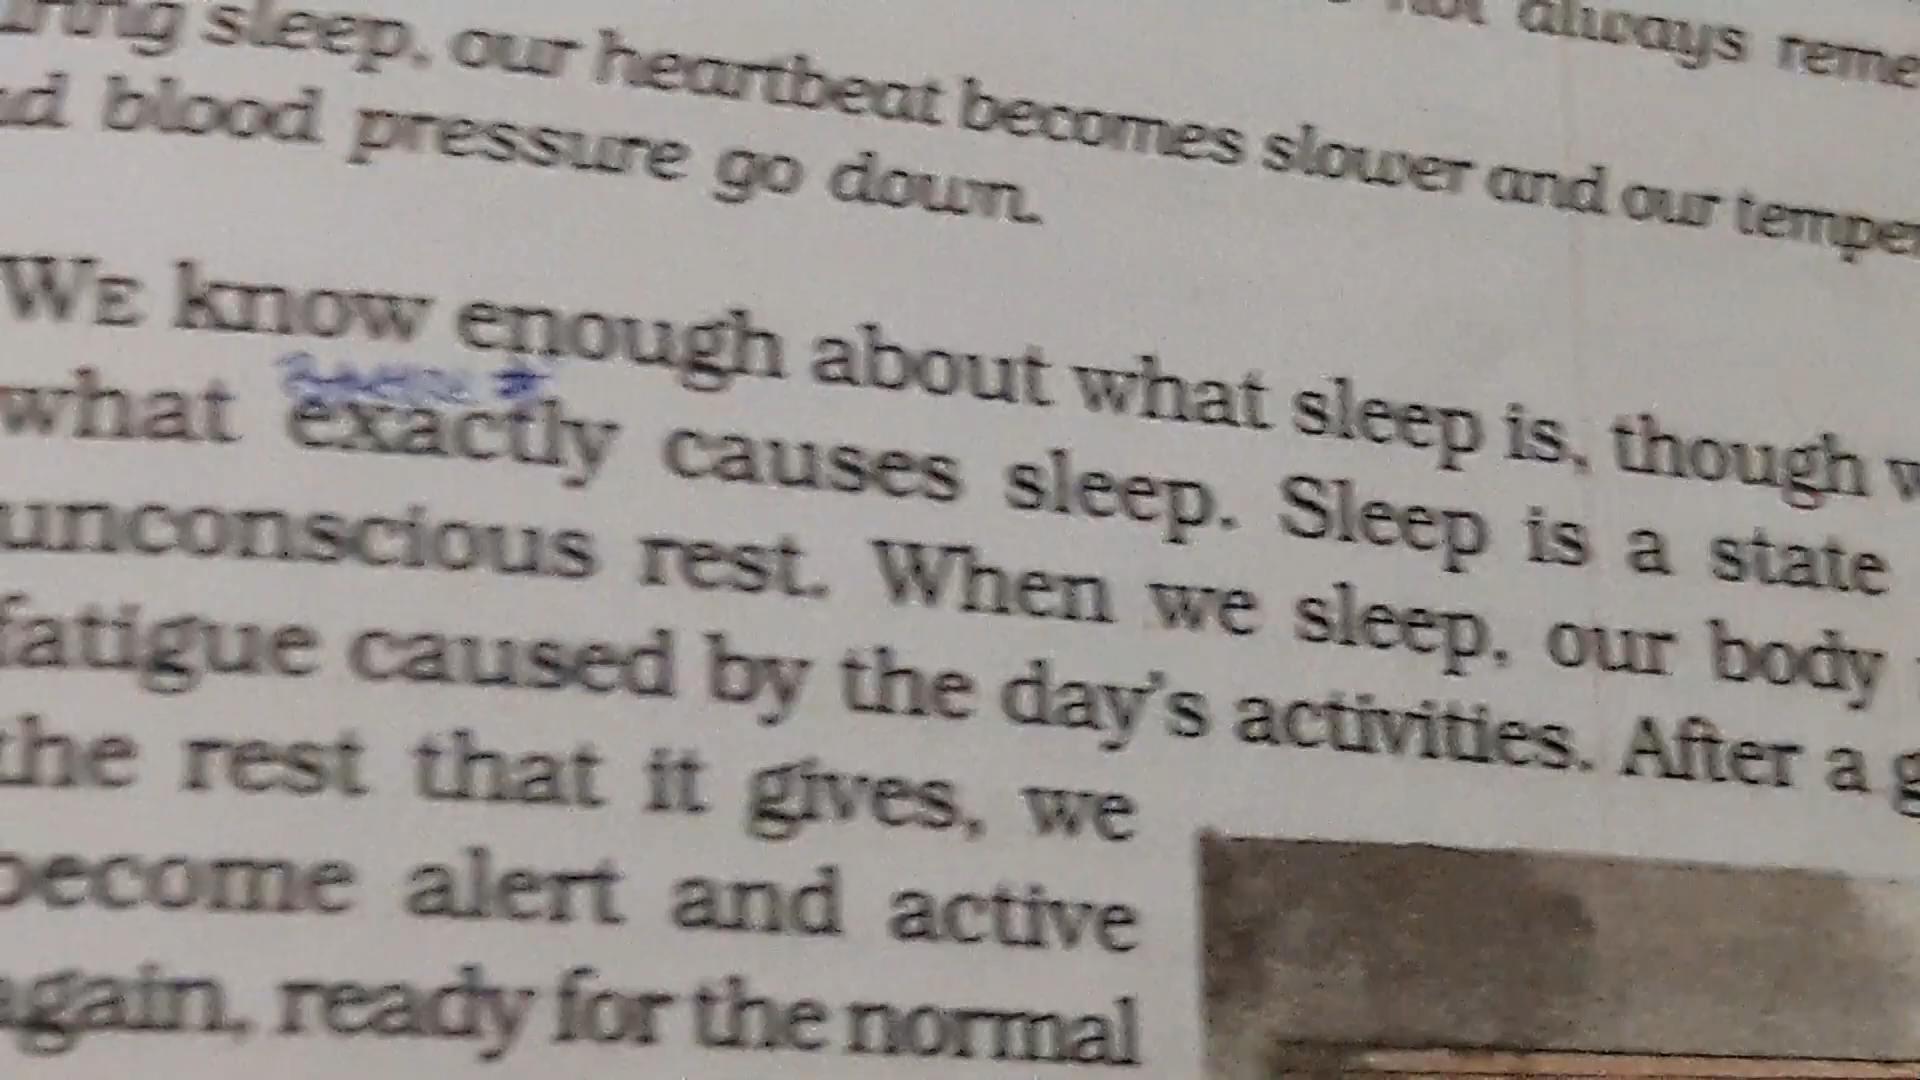 not always
sleep, our heartbeat becomes slower and our
blood pressure go down.
WE know enough about what sleep is, though
what exactly causes sleep. Sleep is a state
unconscious rest. When we sleep, our body
fatigue caused by the day's activities. After a
the rest that it gives, we
become alert and active
again, ready for the normal